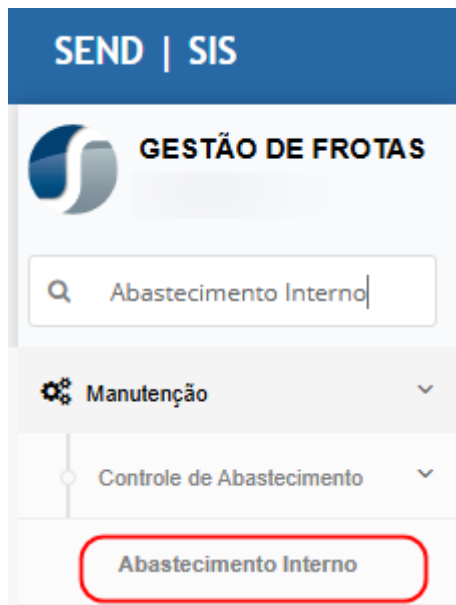 SEND | SIS
GESTÃO DE FROTAS
Abastecimento Interno
Manutenção
Controle de Abastecimento
Abastecimento Interno